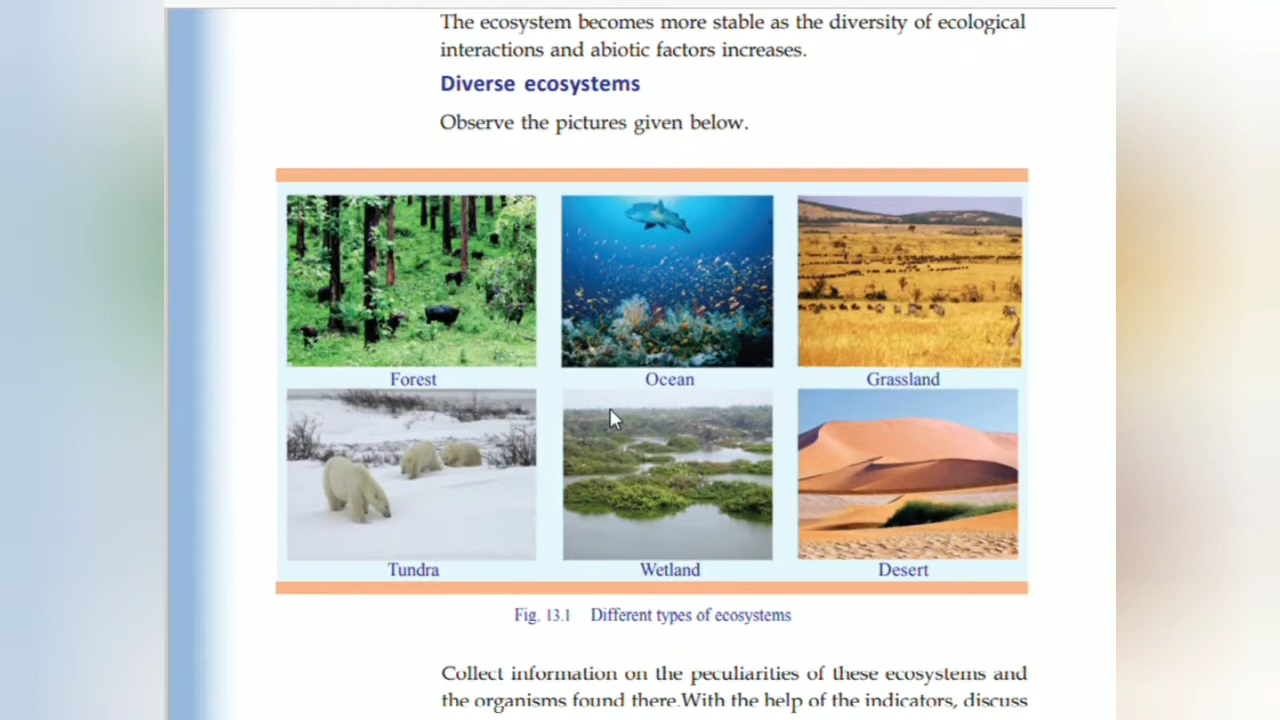 The ecosystem becomes more stable as the diversity of ecological
interactions and abiotic factors increases.
Diverse ecosystems
Observe the pictures given below.
Forest
Ocean
Grassland
Tundra
Wetland
Desert
Fig. 13.1 Different types of ecosystems
Collect information on the peculiarities of these ecosystems and
the organisms found there.With the help of the indicators, discuss